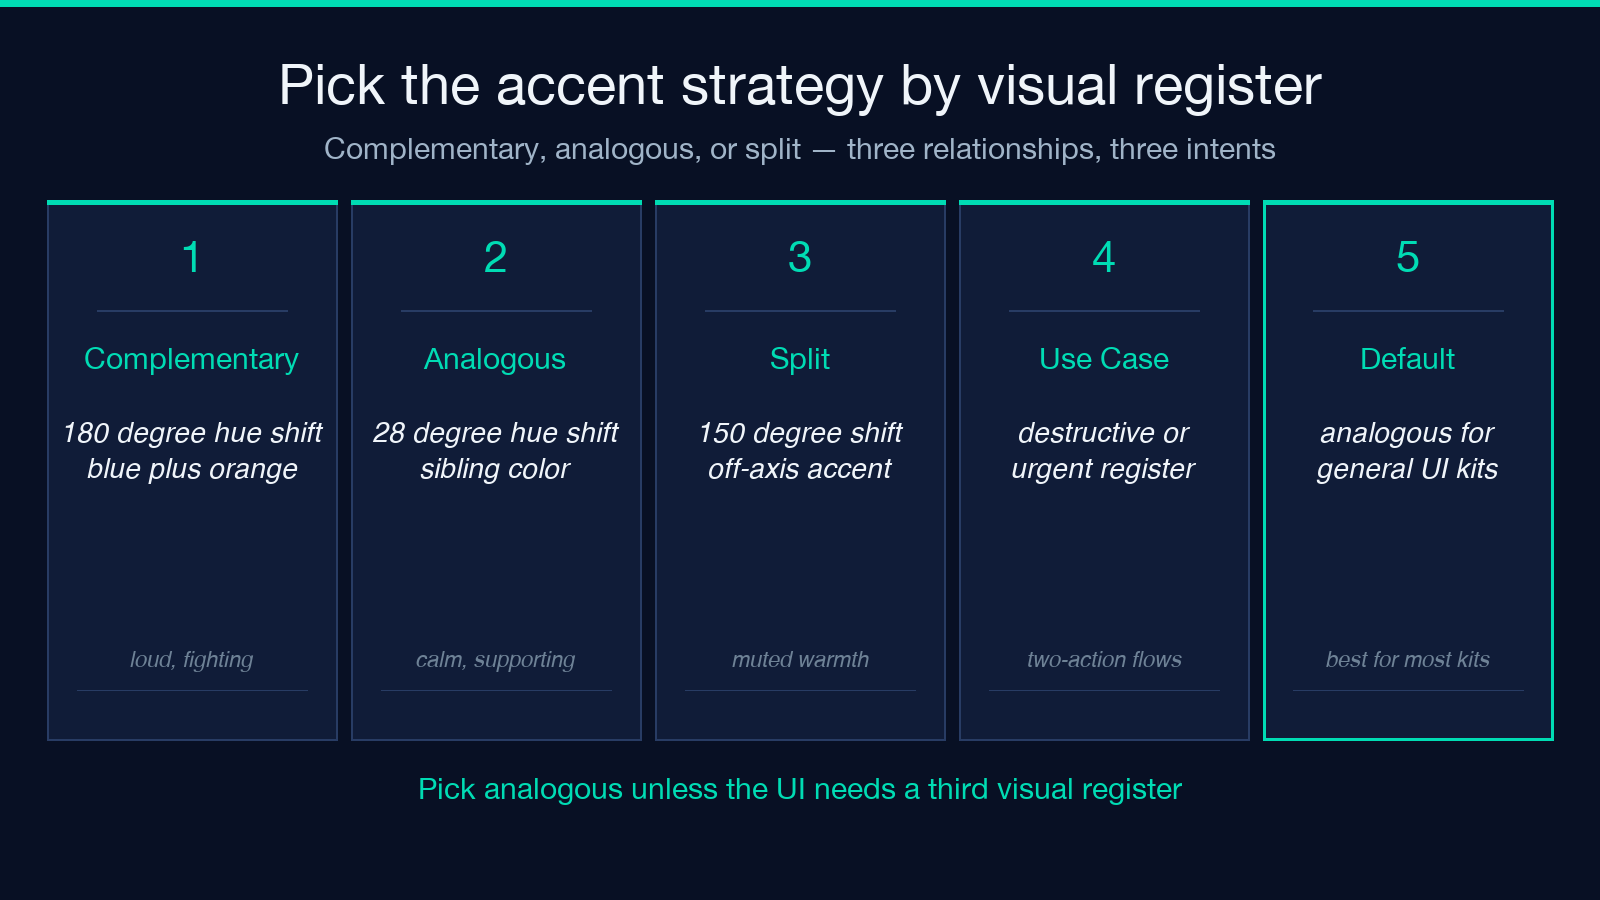 Pick the accent strategy by visual register
Complementary, analogous, or split — three relationships, three intents
1
Complementary
180 degree hue shift
blue plus orange
loud, fighting
2
Analogous
28 degree hue shift
sibling color
calm, supporting
3
Split
150 degree shift
off-axis accent
muted warmth
4
Use Case
destructive or
urgent register
two-action flows
5
Default
analogous for
general UI kits
best for most kits
Pick analogous unless the UI needs a third visual register